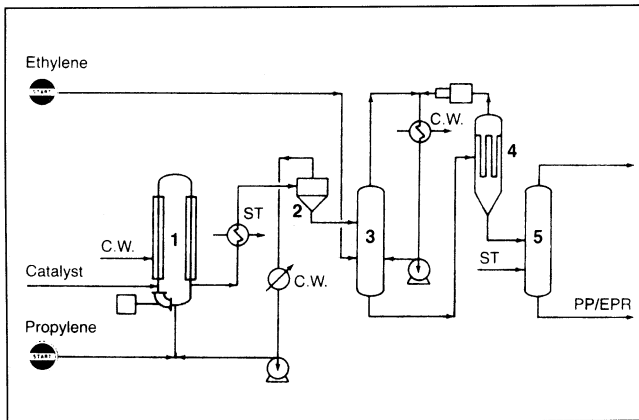 Ethylene
START
C.W.
4
ST
2
1
3
5
C.W.
ST
Catalyst
C.W.
PP/EPR
Propylene
START